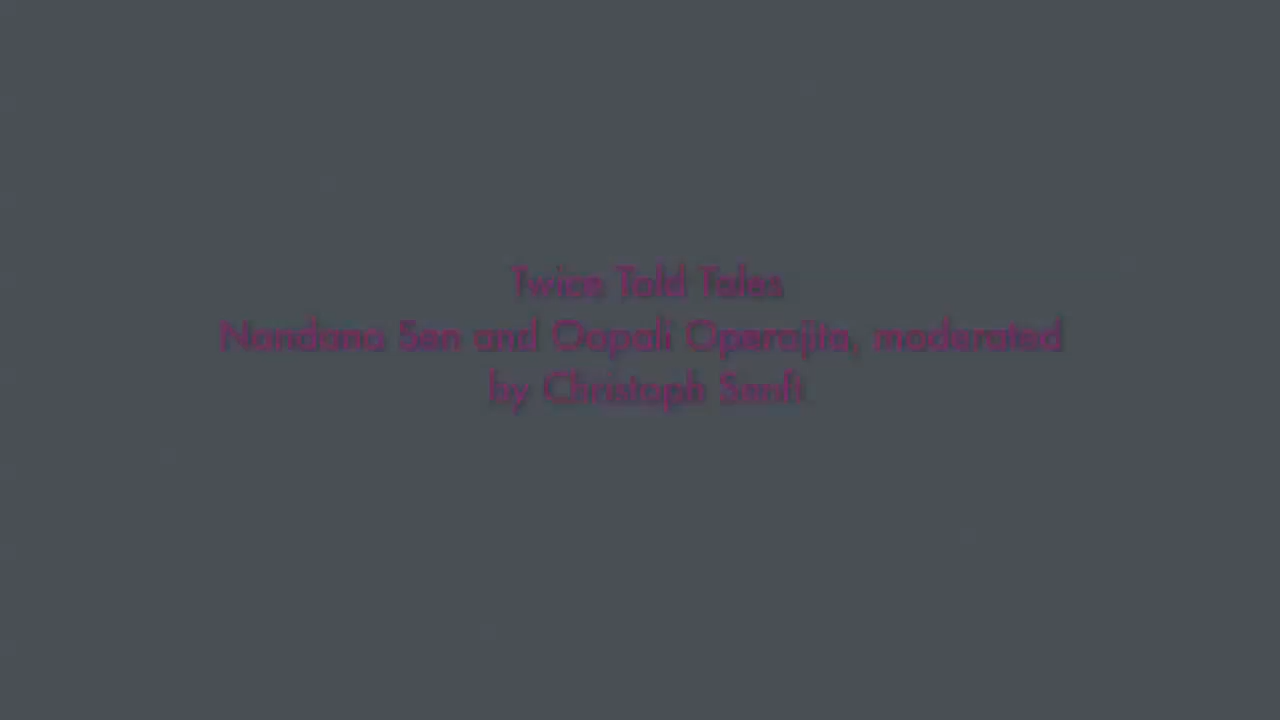 Twice Told Tales
Nandana Sen and Oopali Operajita, moderated
by Christoph Senft